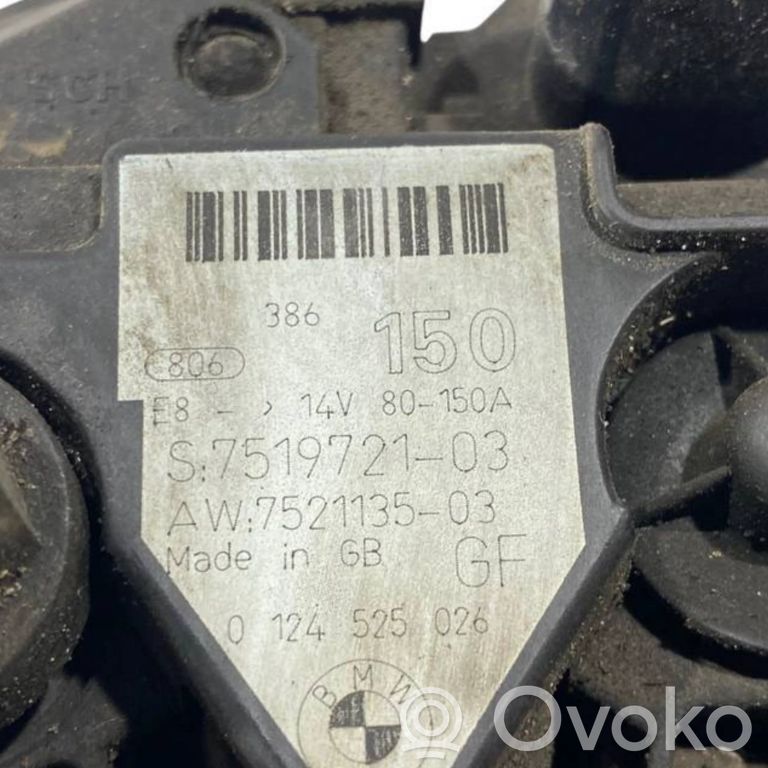 386
150
806
E8 - > 14V 80-150A
S:7519721-03
AW:7521135-03
Made in GB GF
0 124 525 026
BMW
Ovoko